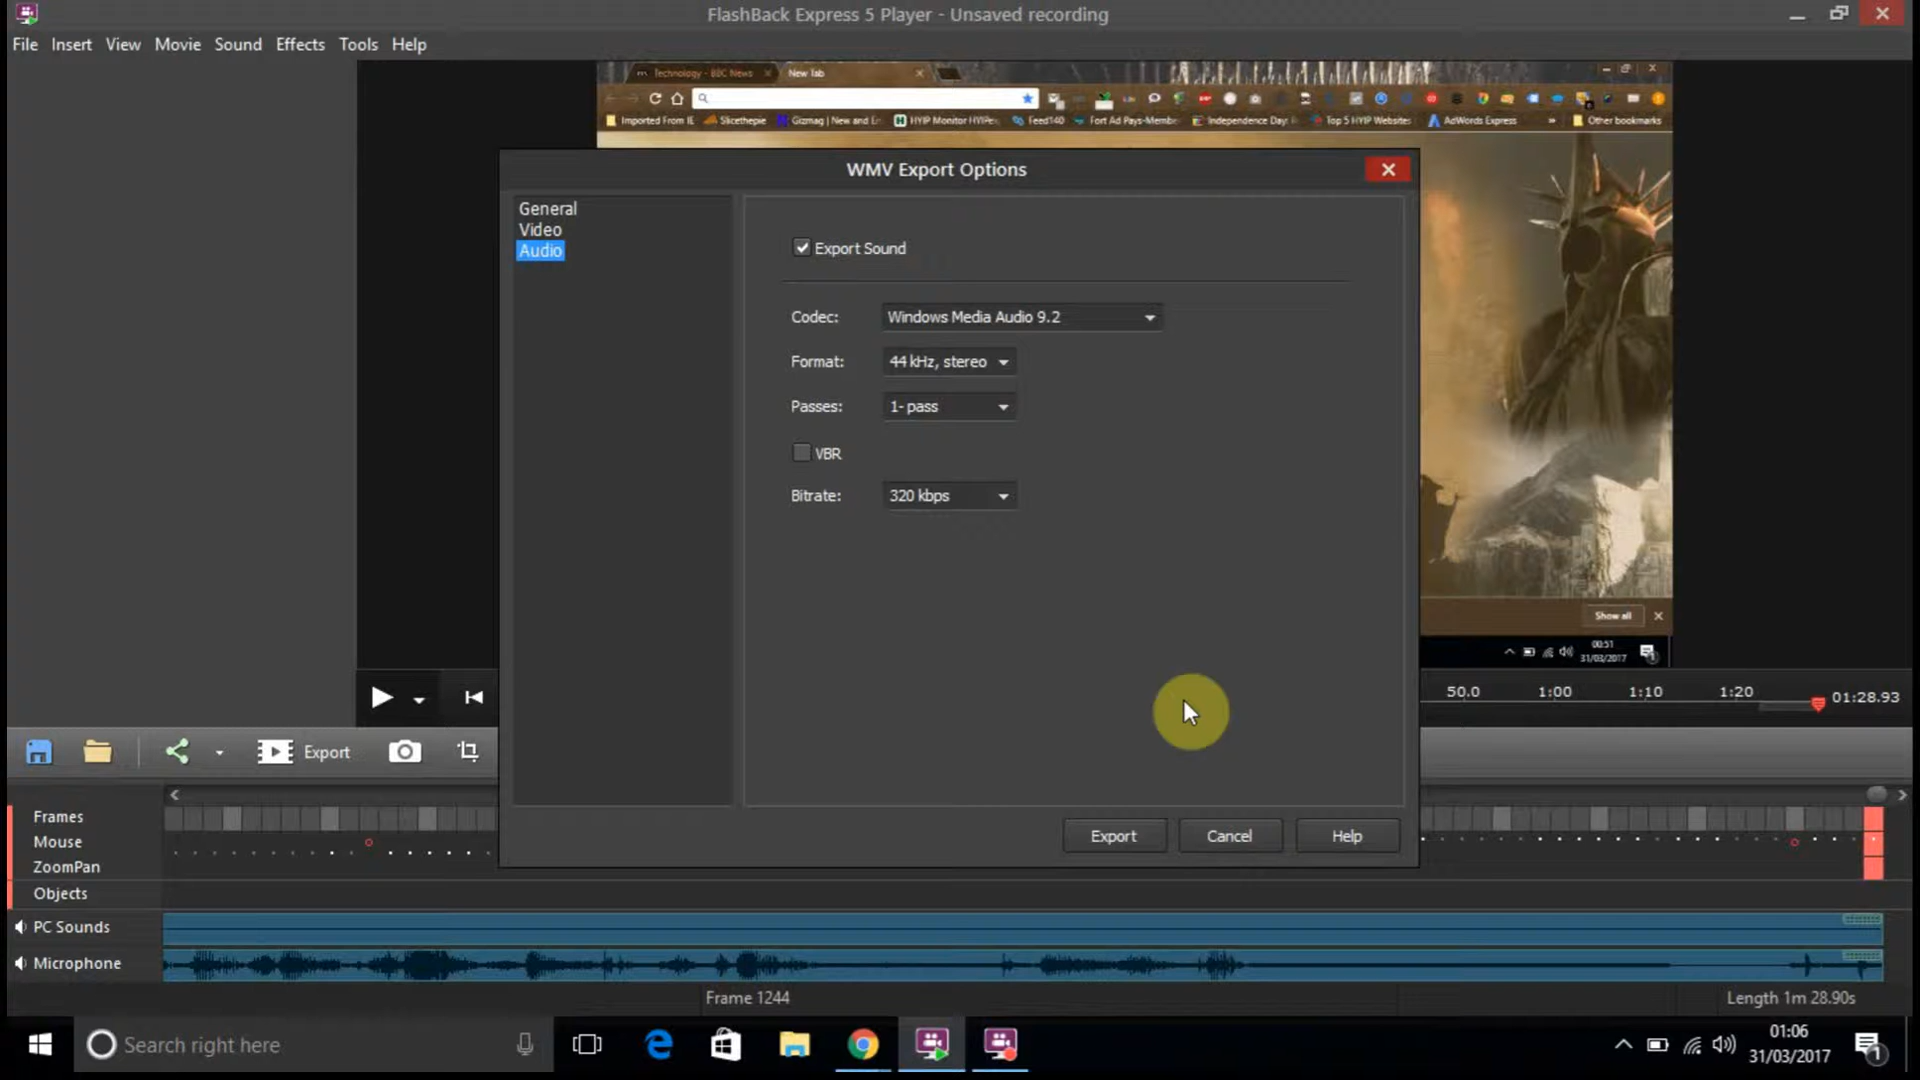 FlashBack Express 5 Player - Unsaved recording
File Insert View Movie Sound Effects Tools Help
Technology - BBC News
New Tab
Imported From IE
Slicethepie
Gizmag | New and E
HYIP Monitor HYIPex
Feed140
Fort Ad Pays-Membe
Independence Day:
Top 5 HYIP Websites
AdWords Express
»
Other bookmarks
WMV Export Options
General
Video
Audio
Export Sound
Codec: Windows Media Audio 9.2
Format: 44 kHz, stereo
Passes: 1- pass
VBR
Bitrate: 320 kbps
Show all
00:51
31/03/2017
50.0 1:00 1:10 1:20 01:28.93
Export
Export Cancel Help
Frames
Mouse
ZoomPan
Objects
PC Sounds
Microphone
Frame 1244
Length 1m 28.90s
Search right here
01:06
31/03/2017
1